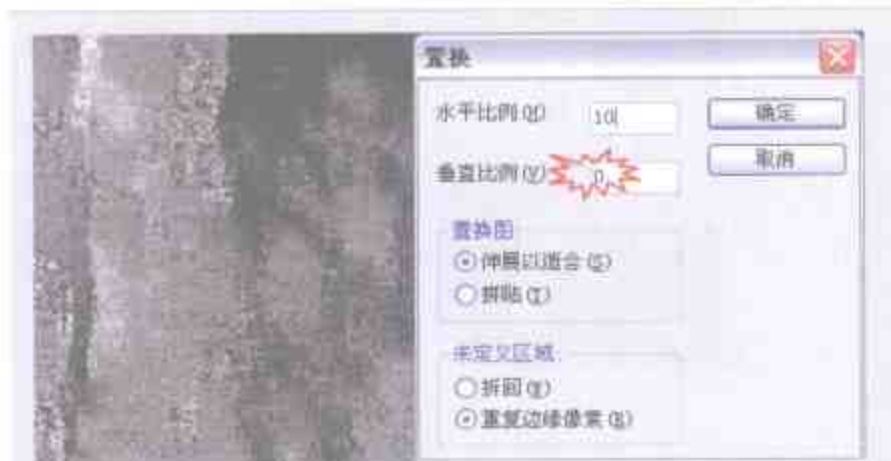 置换
水平比例(H) 10
确定
垂直比例(V) 0
取消
置换图
伸展以适合(S)
拼贴(T)
未定义区域
折回(W)
重复边缘像素(R)